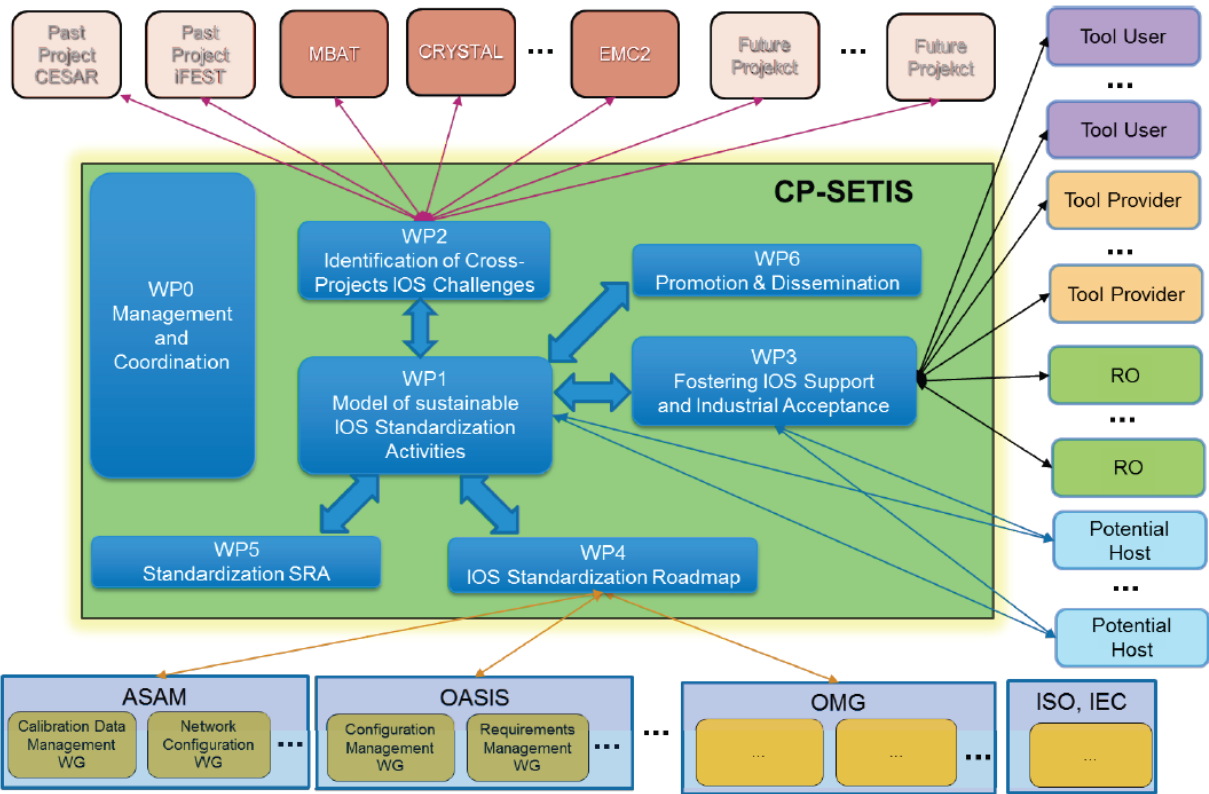 Past
Project
CESAR
Past
Project
iFEST
MBAT
CRYSTAL
...
EMC2
Future
Projekct
...
Future
Projekct
Tool User
...
Tool User
Tool Provider
...
Tool Provider
RO
...
RO
Potential
Host
...
Potential
Host
CP-SETIS
WP0
Management
and
Coordination
WP2
Identification of Cross-
Projects IOS Challenges
WP6
Promotion & Dissemination
WP1
Model of sustainable
IOS Standardization
Activities
WP3
Fostering IOS Support
and Industrial Acceptance
WP5
Standardization SRA
WP4
IOS Standardization Roadmap
ASAM
Calibration Data
Management
WG
Network
Configuration
WG
...
OASIS
Configuration
Management
WG
Requirements
Management
WG
...
...
OMG
...
...
...
ISO, IEC
...